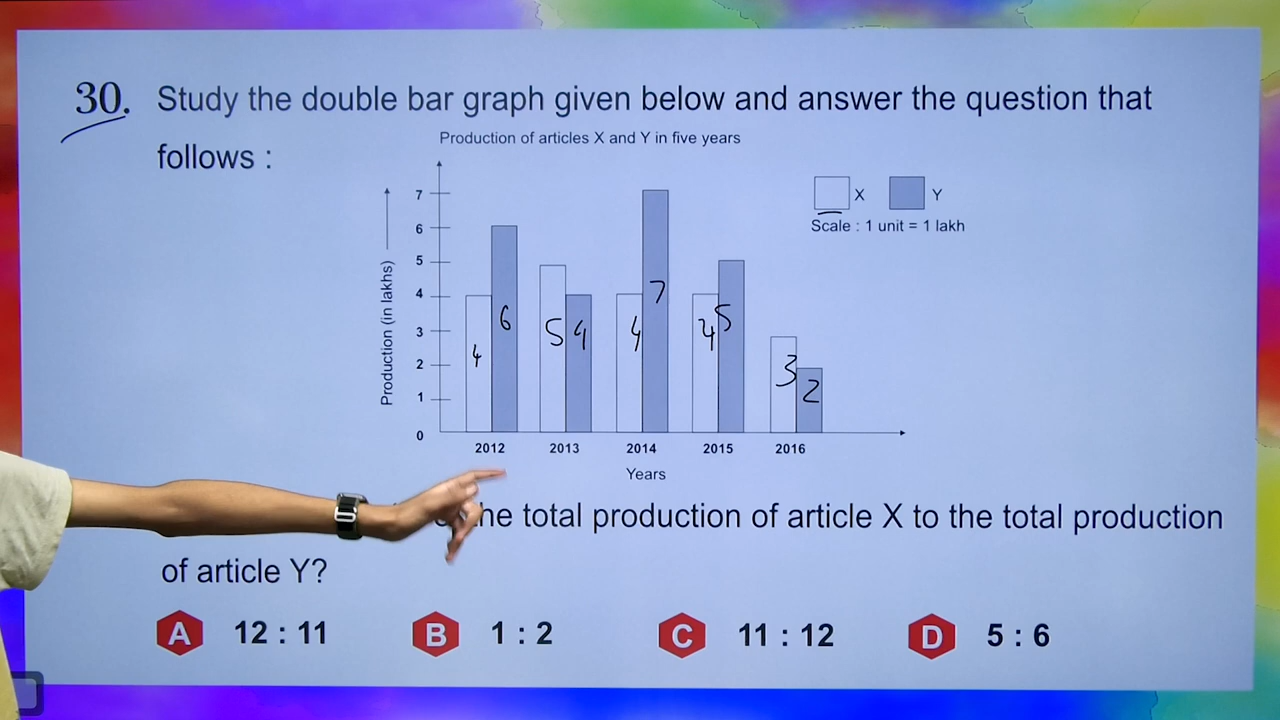 30. Study the double bar graph given below and answer the question that
follows :
Production of articles X and Y in five years
X Y
Scale : 1 unit = 1 lakh
Production (in lakhs)
7
6
5
4
3
2
1
0
4 6 5 4 4 7 4 5 3 2
2012 2013 2014 2015 2016
Years
the total production of article X to the total production
of article Y?
A 12 : 11 B 1 : 2 C 11 : 12 D 5 : 6